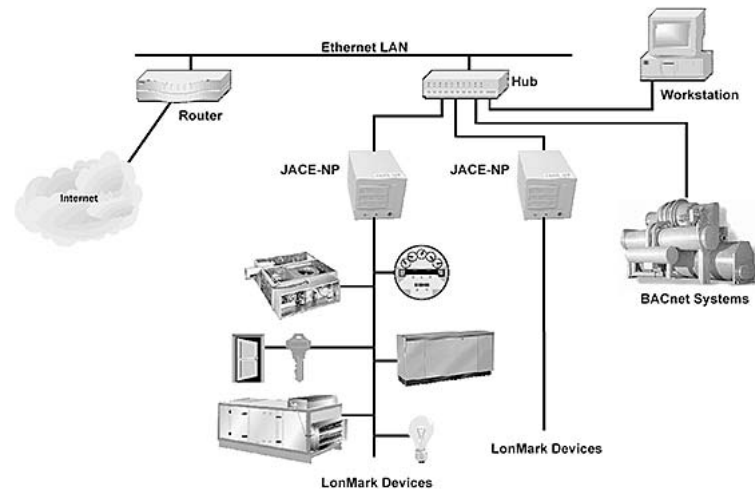 Ethernet LAN
Router
Hub
Workstation
Internet
JACE-NP
JACE-NP
BACnet Systems
LonMark Devices
LonMark Devices